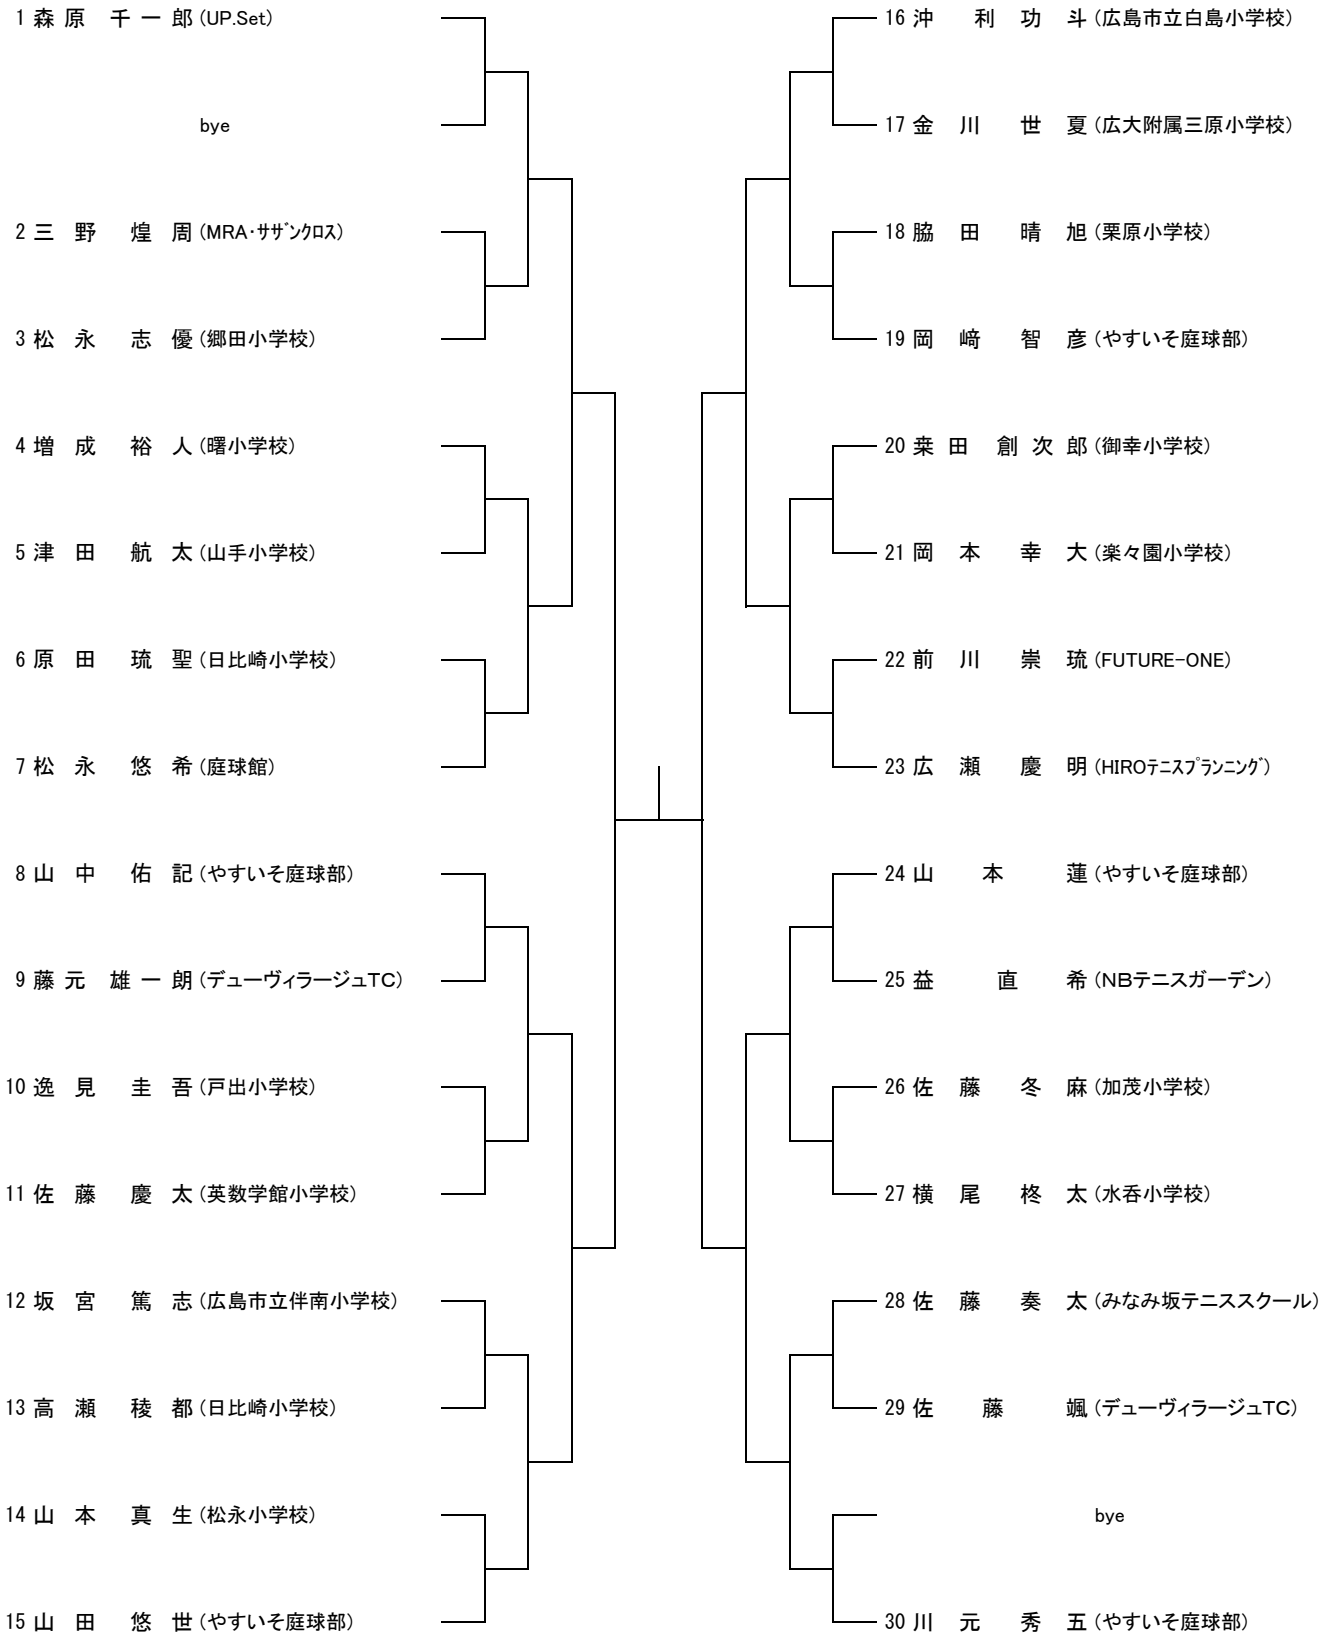 1 森原 千一郎 (UP.Set)
bye
2 三野 煌周 (MRA･ｻｻﾞﾝｸﾛｽ)
3 松永 志優 (郷田小学校)
4 増成 裕人 (曙小学校)
5 津田 航太 (山手小学校)
6 原田 琉聖 (日比崎小学校)
7 松永 悠希 (庭球館)
8 山中 佑記 (やすいそ庭球部)
9 藤元 雄一朗 (デューヴィラージュTC)
10 逸見 圭吾 (戸出小学校)
11 佐藤 慶太 (英数学館小学校)
12 坂宮 篤志 (広島市立伴南小学校)
13 高瀬 稜都 (日比崎小学校)
14 山本 真生 (松永小学校)
15 山田 悠世 (やすいそ庭球部)
16 沖 利功斗 (広島市立白島小学校)
17 金川 世夏 (広大附属三原小学校)
18 脇田 晴旭 (栗原小学校)
19 岡﨑 智彦 (やすいそ庭球部)
20 桒田 創次郎 (御幸小学校)
21 岡本 幸大 (楽々園小学校)
22 前川 崇琉 (FUTURE-ONE)
23 広瀬 慶明 (HIROﾃﾆｽﾌﾟﾗﾝﾆﾝｸﾞ)
24 山本 蓮 (やすいそ庭球部)
25 益 直希 (NBテニスガーデン)
26 佐藤 冬麻 (加茂小学校)
27 横尾 柊太 (水呑小学校)
28 佐藤 奏太 (みなみ坂テニススクール)
29 佐藤 颯 (デューヴィラージュTC)
bye
30 川元 秀五 (やすいそ庭球部)